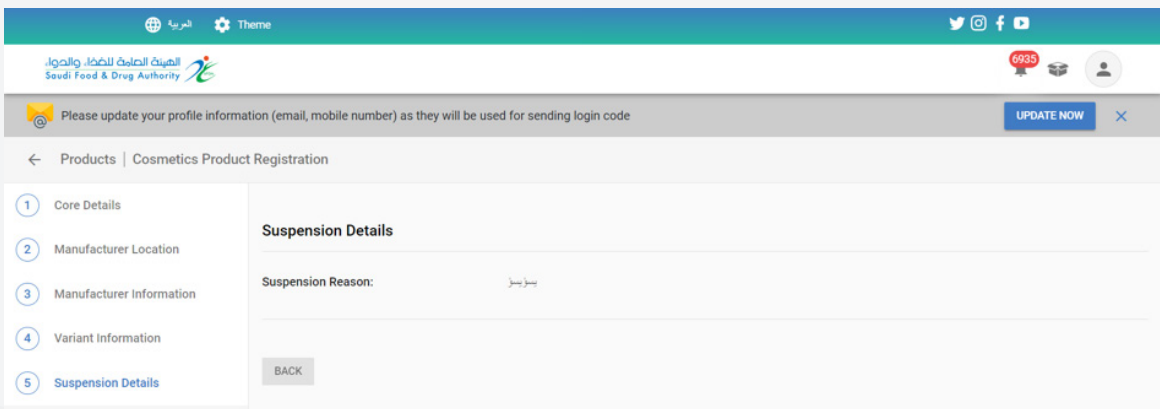 العربية
Theme
الهيئة العامة للغذاء والدواء
Saudi Food & Drug Authority
6935
Please update your profile information (email, mobile number) as they will be used for sending login code
UPDATE NOW
Products | Cosmetics Product Registration
1 Core Details
2 Manufacturer Location
3 Manufacturer Information
4 Variant Information
5 Suspension Details
Suspension Details
Suspension Reason:
BACK